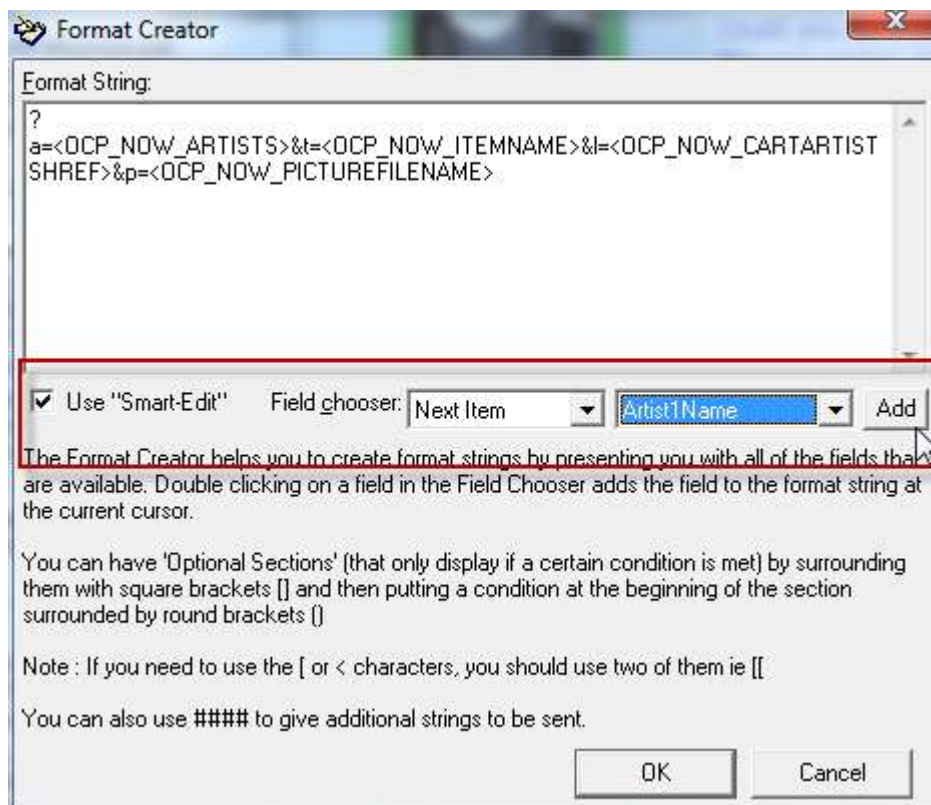 Format Creator
Format String:
?
a=<OCP_NOW_ARTISTS>&t=<OCP_NOW_ITEMNAME>&l=<OCP_NOW_CARTARTIST
SHREF>&p=<OCP_NOW_PICTUREFILENAME>
Use "Smart-Edit" Field chooser: Next Item Artist1Name Add
The Format Creator helps you to create format strings by presenting you with all of the fields that
are available. Double clicking on a field in the Field Chooser adds the field to the format string at
the current cursor.
You can have 'Optional Sections' (that only display if a certain condition is met) by surrounding
them with square brackets [] and then putting a condition at the beginning of the section
surrounded by round brackets ()
Note : If you need to use the [ or < characters, you should use two of them ie [[
You can also use #### to give additional strings to be sent.
OK Cancel